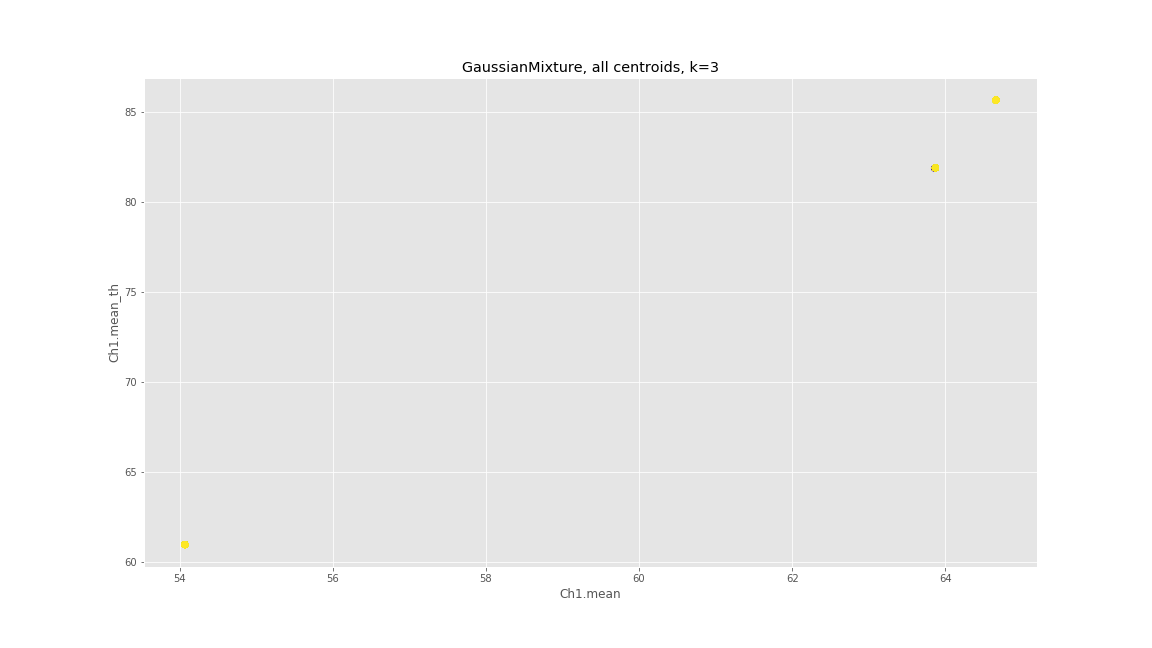 GaussianMixture, all centroids, k=3
85
80
75
70
65
60
Ch1.mean_th
54 56 58 60 62 64
Ch1.mean